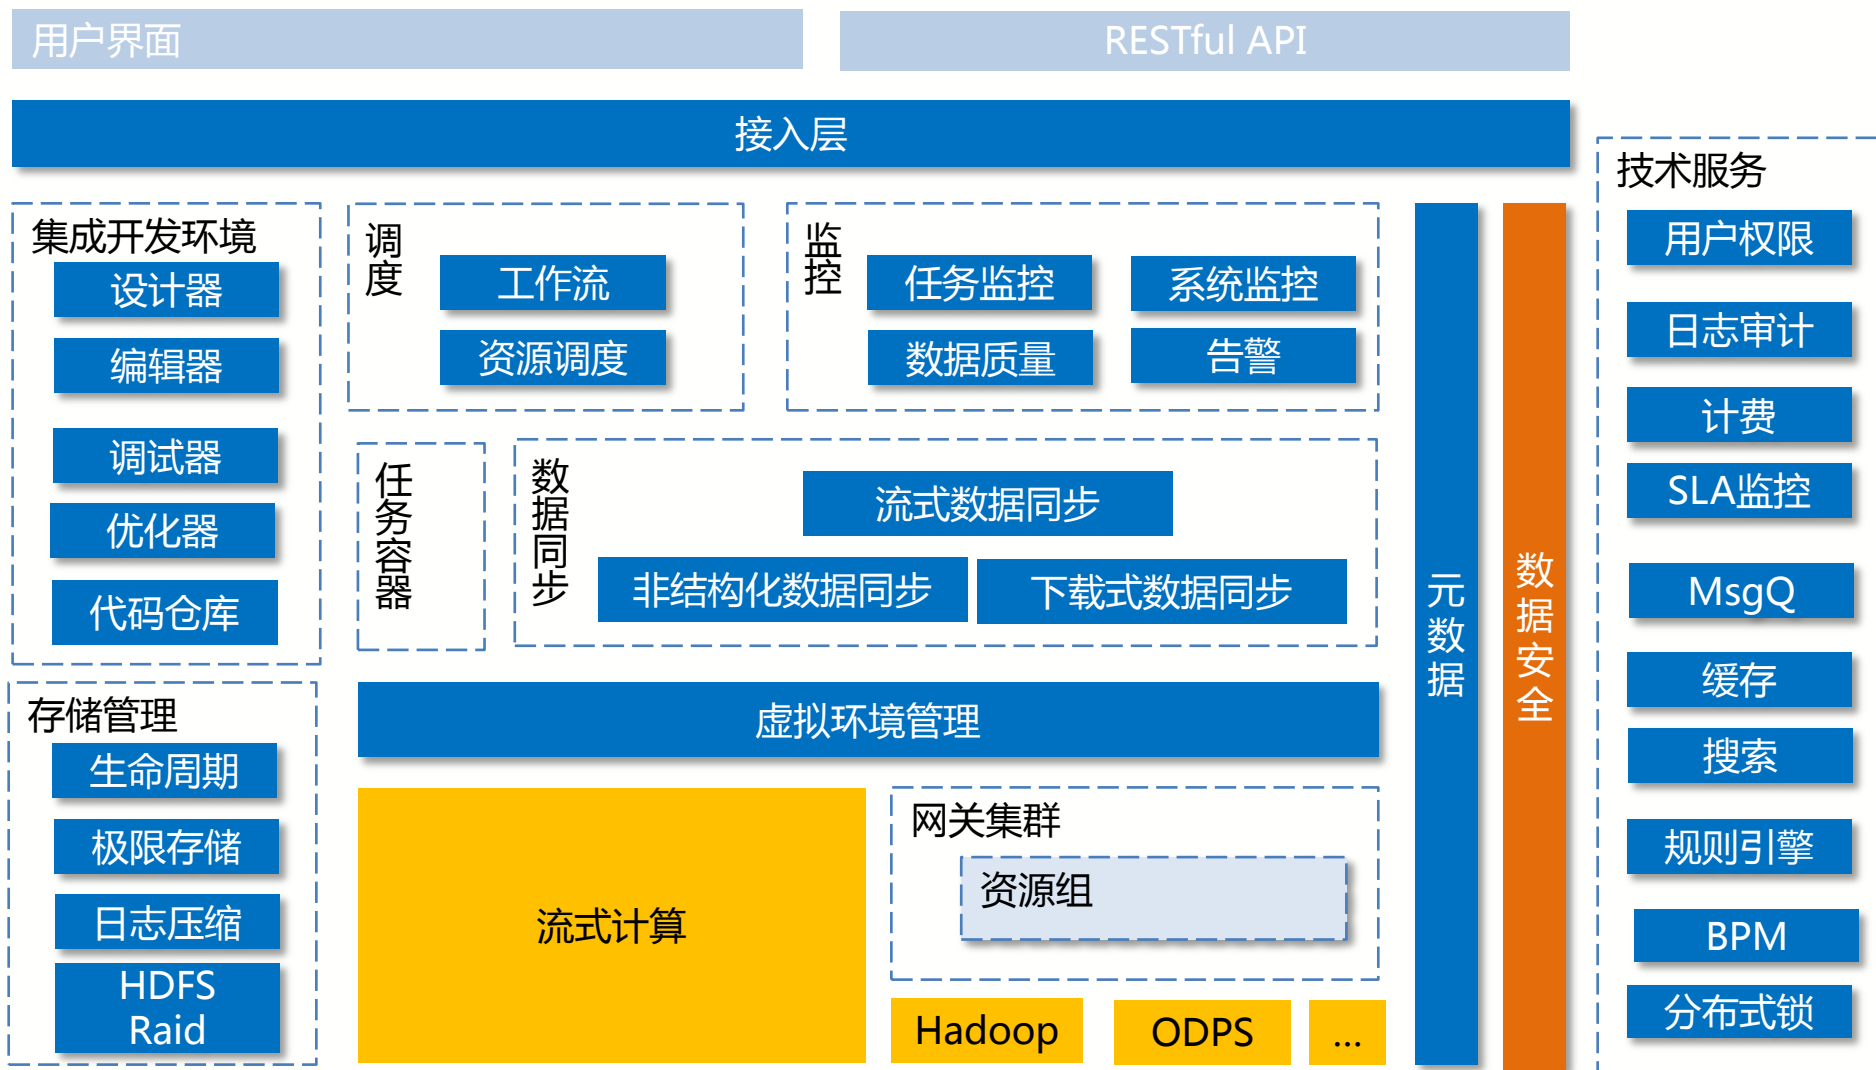 用户界面
RESTful API
接入层
集成开发环境
设计器
编辑器
调试器
优化器
代码仓库
调度
工作流
资源调度
监控
任务监控
系统监控
数据质量
告警
任务容器
数据同步
流式数据同步
非结构化数据同步
下载式数据同步
存储管理
生命周期
极限存储
日志压缩
HDFS
Raid
虚拟环境管理
流式计算
网关集群
资源组
Hadoop
ODPS
...
元数据
数据安全
技术服务
用户权限
日志审计
计费
SLA监控
MsgQ
缓存
搜索
规则引擎
BPM
分布式锁